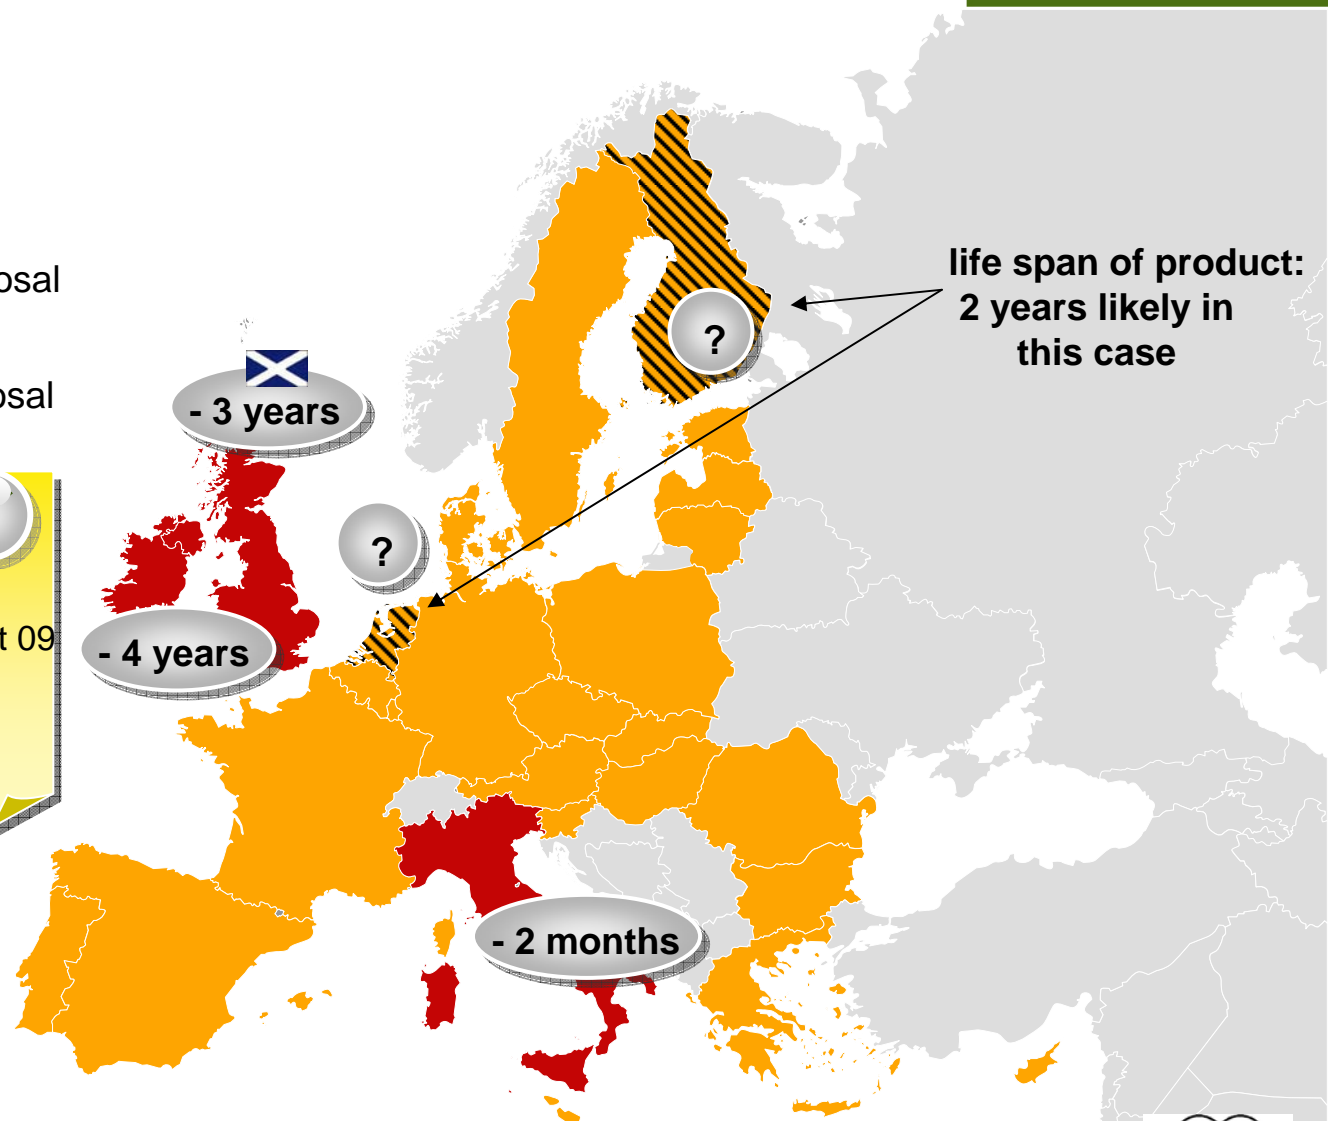 osal
osal
t 09
- 3 years
?
- 4 years
- 2 months
?
life span of product:
2 years likely in
this case